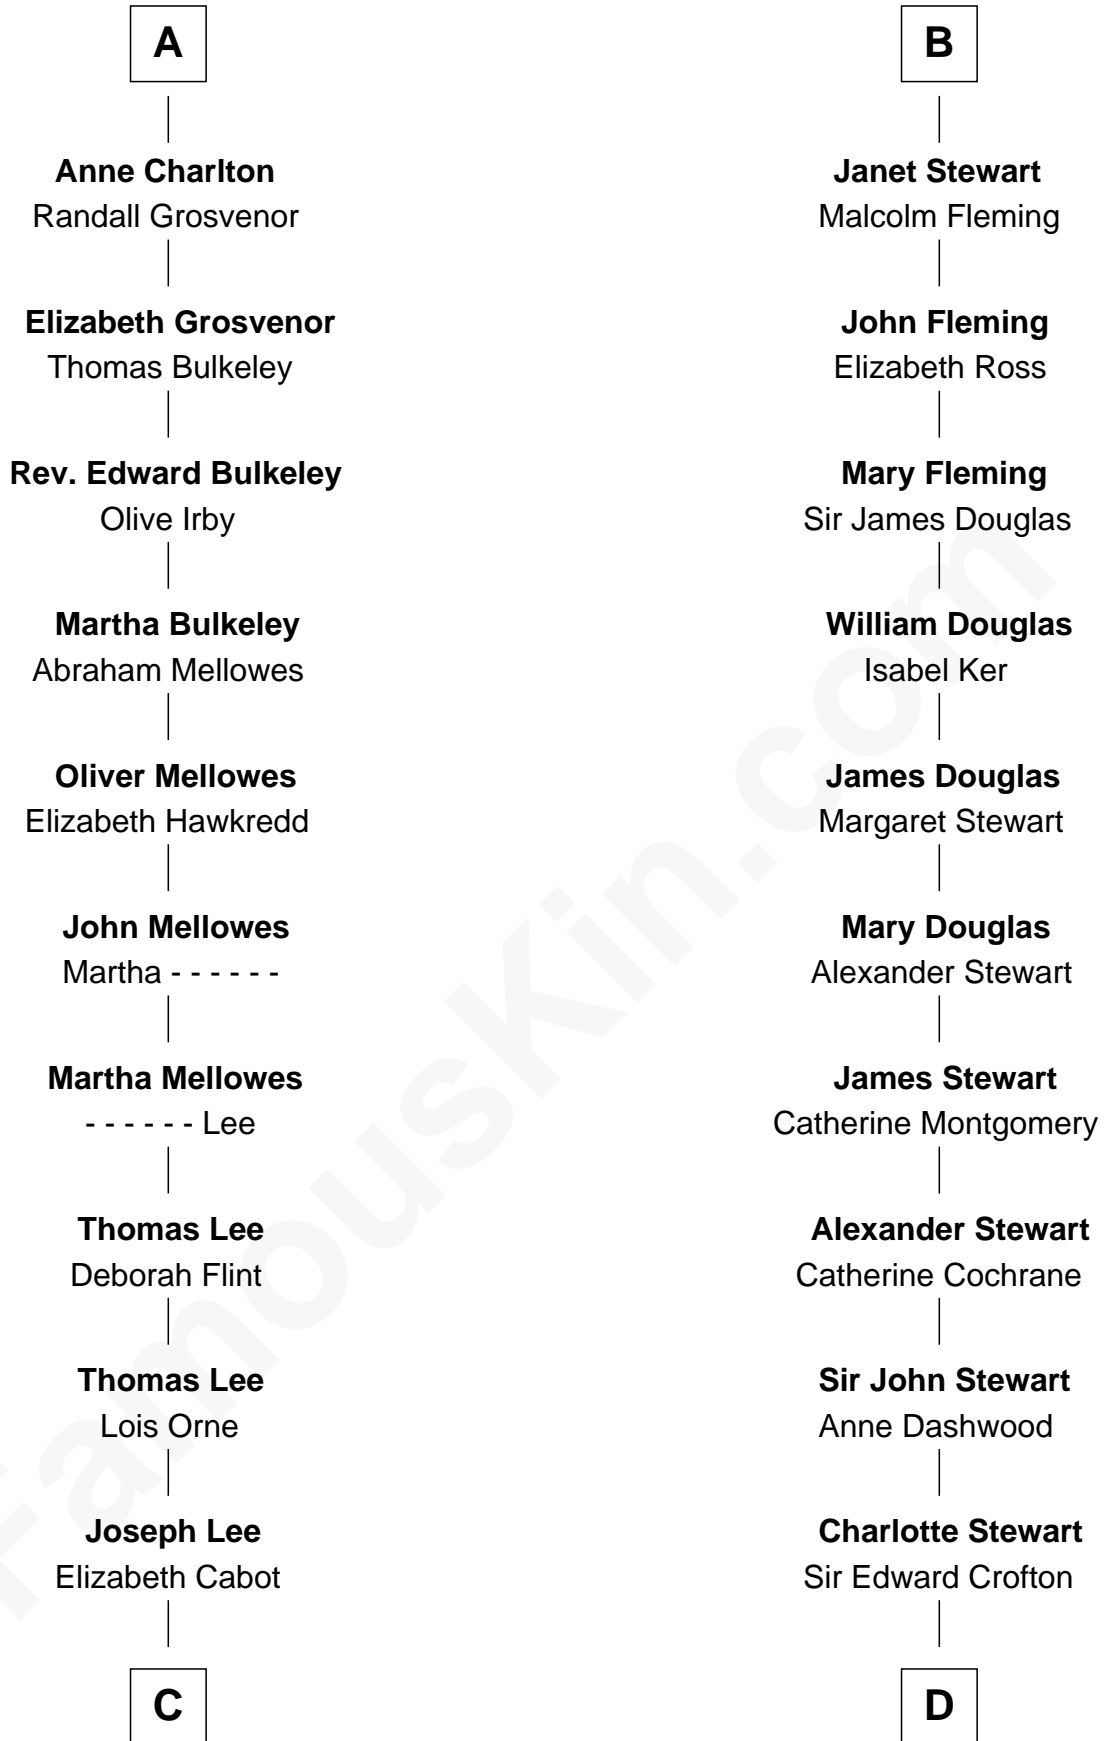 A
Anne Charlton
Randall Grosvenor
Elizabeth Grosvenor
Thomas Bulkeley
Rev. Edward Bulkeley
Olive Irby
Martha Bulkeley
Abraham Mellowes
Oliver Mellowes
Elizabeth Hawkredd
John Mellowes
Martha - - - - - -
Martha Mellowes
- - - - - - Lee
Thomas Lee
Deborah Flint
Thomas Lee
Lois Orne
Joseph Lee
Elizabeth Cabot
C
B
Janet Stewart
Malcolm Fleming
John Fleming
Elizabeth Ross
Mary Fleming
Sir James Douglas
William Douglas
Isabel Ker
James Douglas
Margaret Stewart
Mary Douglas
Alexander Stewart
James Stewart
Catherine Montgomery
Alexander Stewart
Catherine Cochrane
Sir John Stewart
Anne Dashwood
Charlotte Stewart
Sir Edward Crofton
D
FamousKin.com